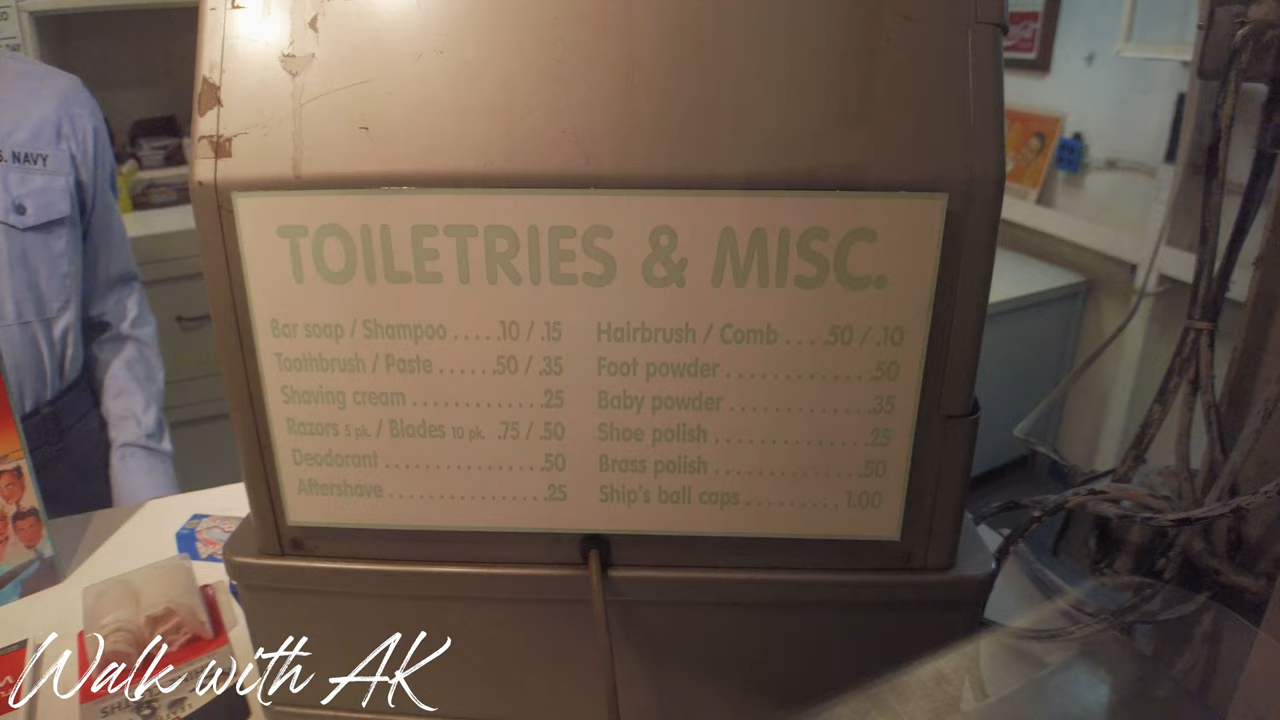 S. NAVY
TOILETRIES & MISC.
Bar soap / Shampoo . . . . . .10 / .15
Toothbrush / Paste . . . . . .50 / .35
Shaving cream . . . . . . . . . . . . . .25
Razors 5 pk. / Blades 10 pk. .75 / .50
Deodorant . . . . . . . . . . . . . . . . .50
Aftershave . . . . . . . . . . . . . . . . .25
Hairbrush / Comb . . . .50 / .10
Foot powder . . . . . . . . . . . . . .50
Baby powder . . . . . . . . . . . . . .35
Shoe polish . . . . . . . . . . . . . . .25
Brass polish . . . . . . . . . . . . . . .50
Ship's ball caps . . . . . . . . . 1.00
Walk with AK